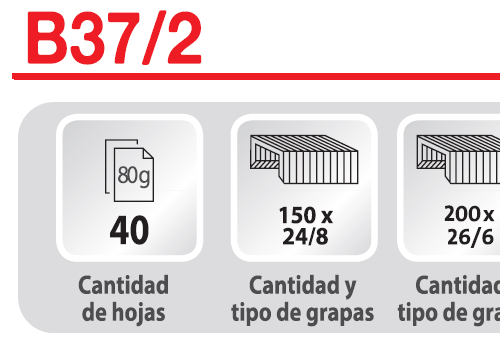 B37/2
80g
40
Cantidad
de hojas
150 x
24/8
Cantidad y
tipo de grapas
200 x
26/6
Cantidad
tipo de gra